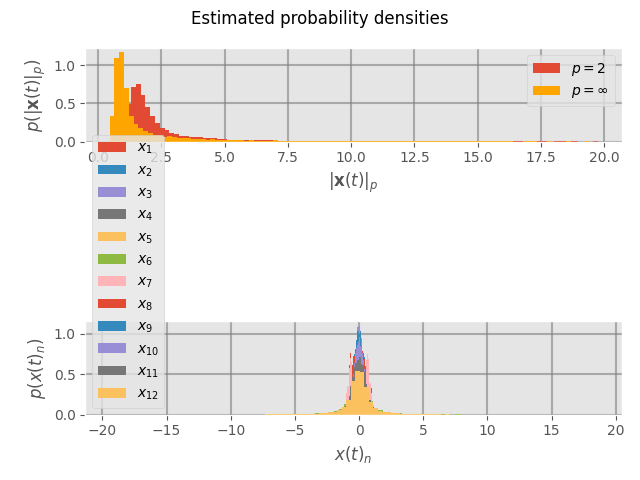 Estimated probability densities
p(|x(t)|_p)
1.0
0.5
0.0
p = 2
p = ∞
0.0 2.5 5.0 7.5 10.0 12.5 15.0 17.5 20.0
|x(t)|_p
x_1
x_2
x_3
x_4
x_5
x_6
x_7
x_8
x_9
x_10
x_11
x_12
p(x(t)_n)
1.0
0.5
0.0
−20 −15 −10 −5 0 5 10 15 20
x(t)_n